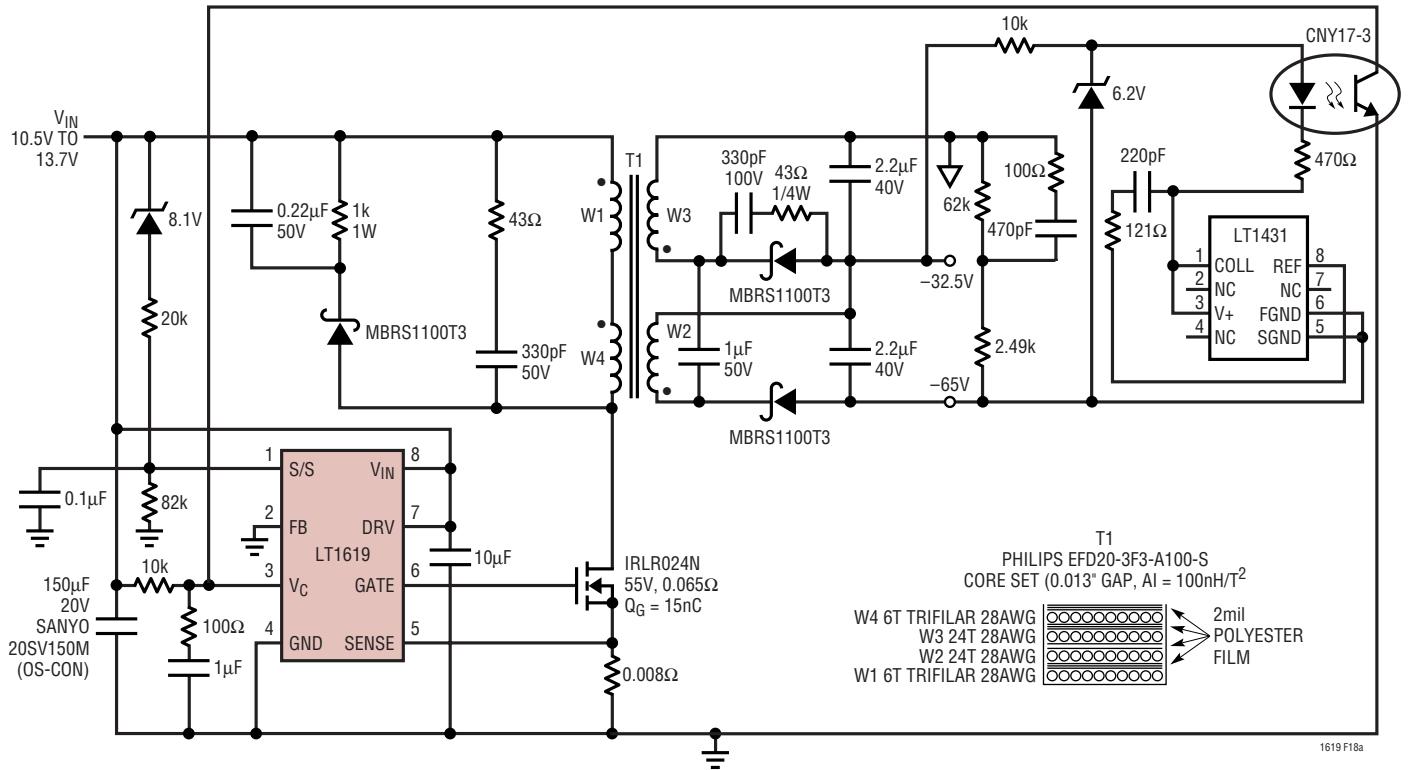 10k
CNY17-3
6.2V
V_IN
10.5V TO
13.7V
T1
330pF
100V
43Ω
1/4W
2.2µF
40V
220pF
470Ω
100Ω
8.1V
0.22µF
50V
1k
1W
43Ω
W1
W3
62k
470pF
121Ω
LT1431
1
COLL
REF
8
2
NC
NC
7
3
V+
FGND
6
4
NC
SGND
5
MBRS1100T3
–32.5V
20k
MBRS1100T3
330pF
50V
W4
W2
1µF
50V
2.2µF
40V
2.49k
–65V
MBRS1100T3
0.1µF
82k
1
S/S
V_IN
8
2
FB
DRV
7
LT1619
10µF
3
V_C
GATE
6
4
GND
SENSE
5
10k
150µF
20V
SANYO
20SV150M
(OS-CON)
100Ω
1µF
IRLR024N
55V, 0.065Ω
Q_G = 15nC
0.008Ω
T1
PHILIPS EFD20-3F3-A100-S
CORE SET (0.013" GAP, AI = 100nH/T²
W4 6T TRIFILAR 28AWG
W3 24T 28AWG
W2 24T 28AWG
W1 6T TRIFILAR 28AWG
2mil
POLYESTER
FILM
1619 F18a